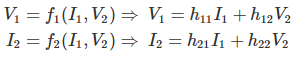 V₁ = f₁(I₁, V₂) ⇒ V₁ = h₁₁I₁ + h₁₂V₂
I₂ = f₂(I₁, V₂) ⇒ I₂ = h₂₁I₁ + h₂₂V₂